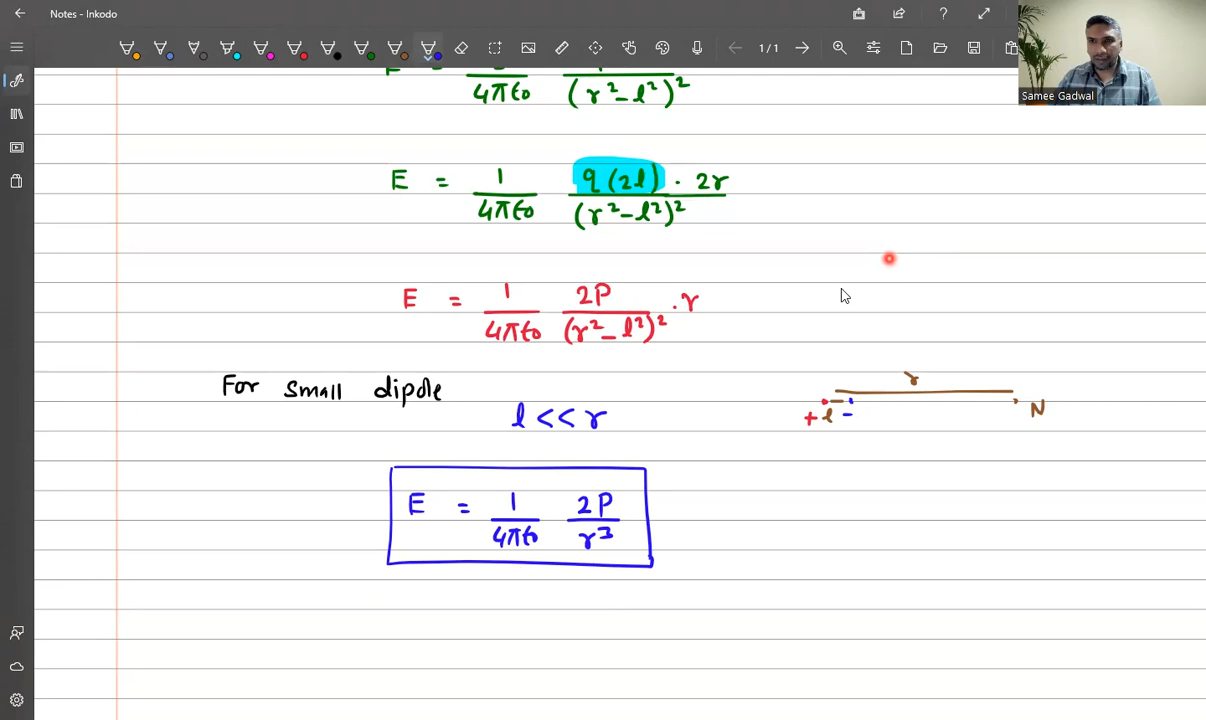 Notes - Inkodo
1/1
Samee Gadwal
4πε0 (r²-l²)²
E = 1/4πε0 q(2l) . 2r/(r²-l²)²
E = 1/4πε0 2P/(r²-l²)² . r
For small dipole
r
+ l - N
l << r
E = 1/4πε0 2P/r³